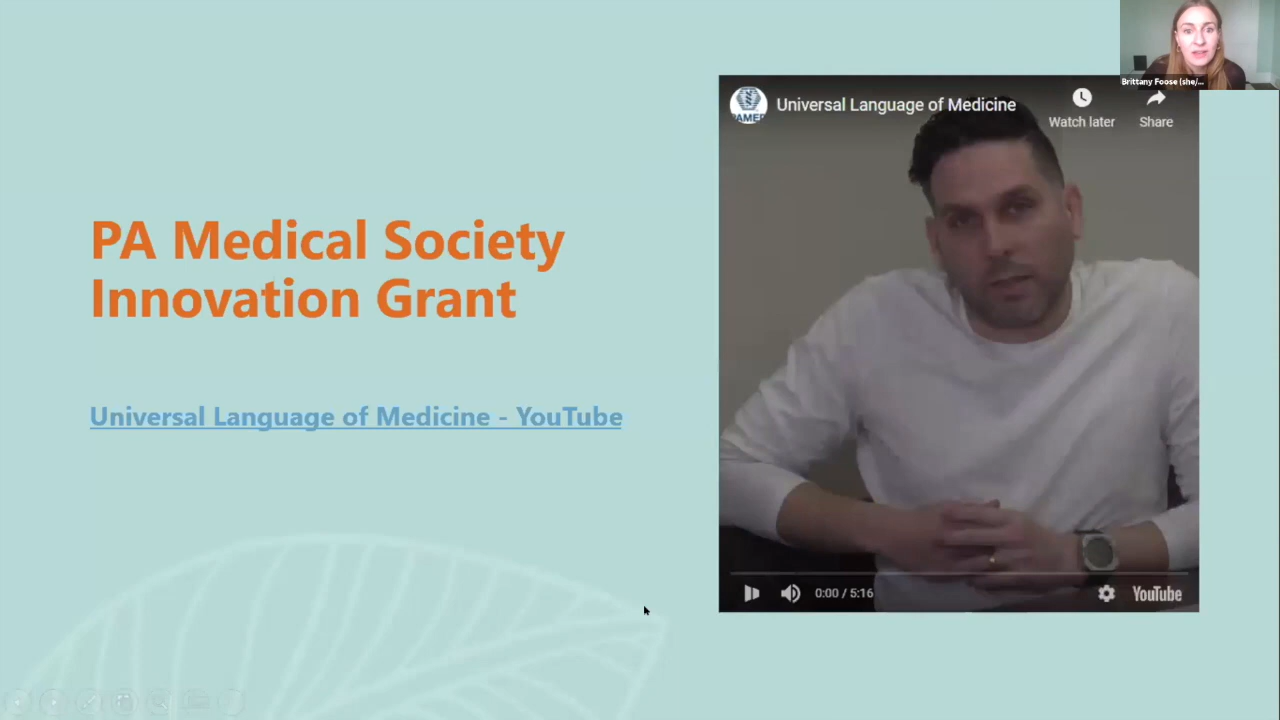 PA Medical Society
Innovation Grant
Universal Language of Medicine - YouTube
Universal Language of Medicine
Watch later
Share
PAMED
0:00 / 5:16
YouTube
Brittany Foose (she/...